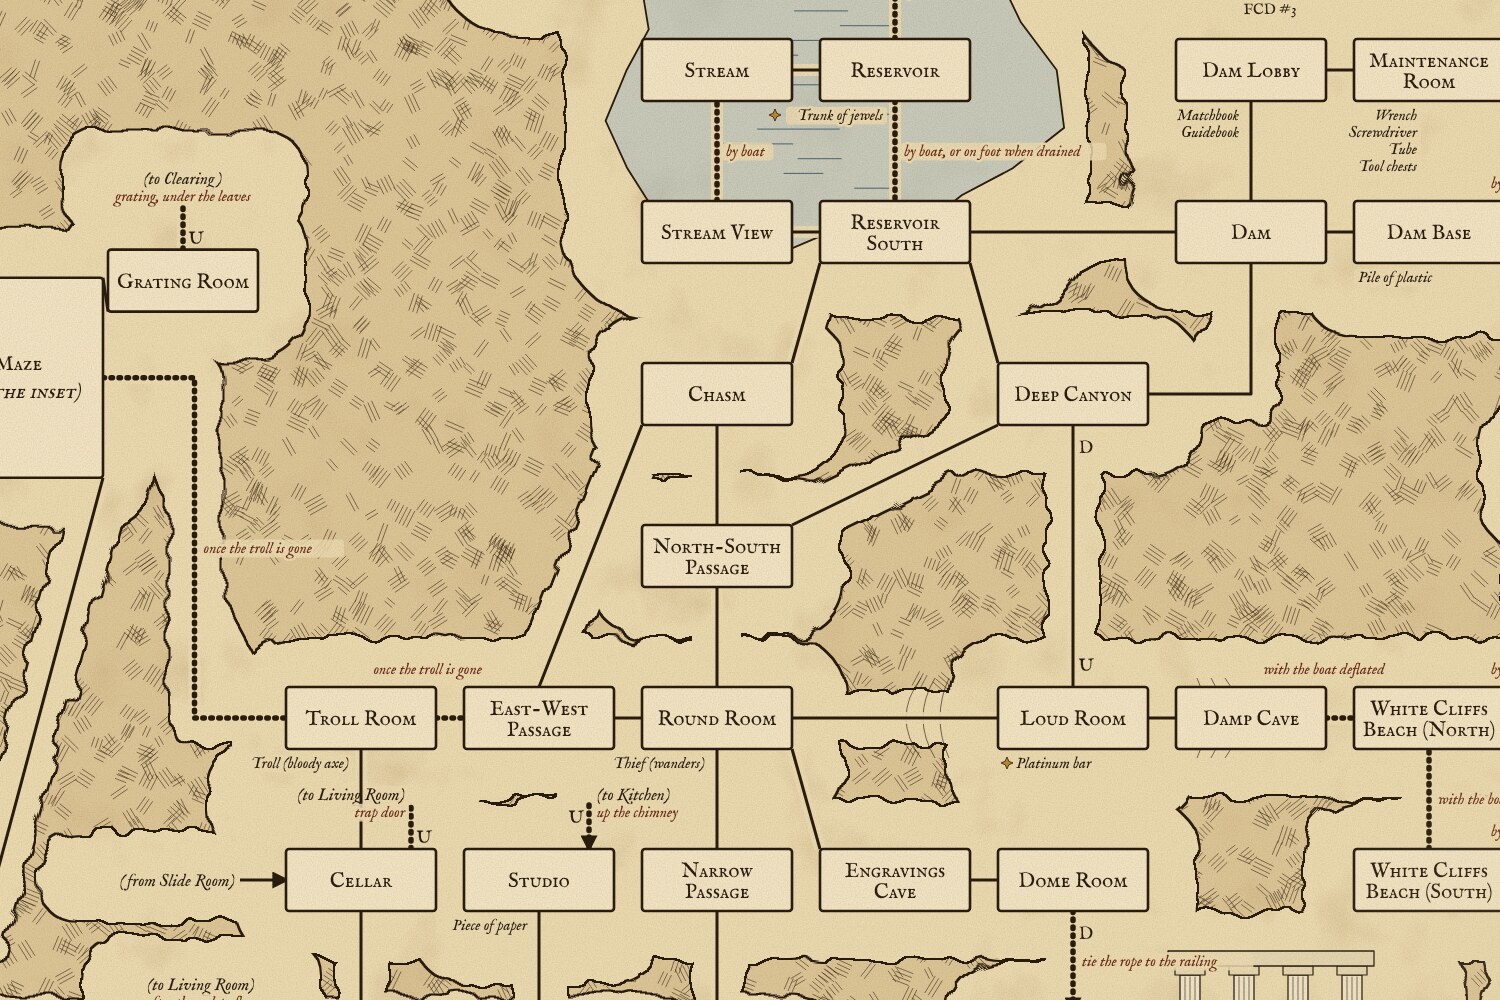 FCD #3
Stream
Reservoir
Dam Lobby
Maintenance
Room
Trunk of jewels
Matchbook
Guidebook
Wrench
Screwdriver
Tube
Tool chests
by boat
by boat, or on foot when drained
(to Clearing)
grating, under the leaves
by
U
Stream View
Reservoir
South
Dam
Dam Base
Grating Room
Pile of plastic
Maze
the inset)
Chasm
Deep Canyon
D
once the troll is gone
North-South
Passage
once the troll is gone
U
with the boat deflated
by
Troll Room
East-West
Passage
Round Room
Loud Room
Damp Cave
White Cliffs
Beach (North)
Troll (bloody axe)
Thief (wanders)
Platinum bar
(to Living Room)
trap door
U
(to Kitchen)
up the chimney
U
with the bo
by
(from Slide Room)
Cellar
Studio
Narrow
Passage
Engravings
Cave
Dome Room
White Cliffs
Beach (South)
Piece of paper
D
tie the rope to the railing
(to Living Room)